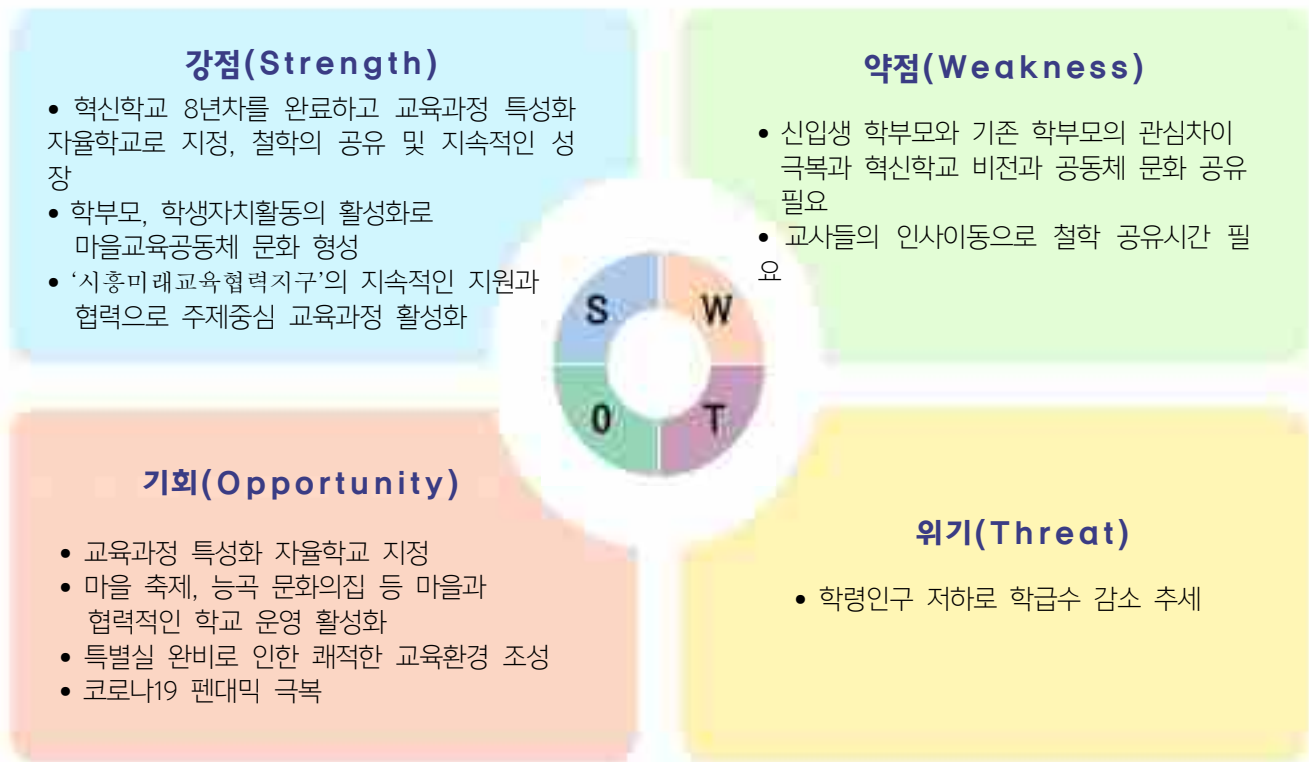 강점(Strength)
• 혁신학교 8년차를 완료하고 교육과정 특성화
자율학교로 지정, 철학의 공유 및 지속적인 성
장
• 학부모, 학생자치활동의 활성화로
마을교육공동체 문화 형성
• ‘시흥미래교육협력지구’의 지속적인 지원과
협력으로 주제중심 교육과정 활성화
약점(Weakness)
• 신입생 학부모와 기존 학부모의 관심차이
극복과 혁신학교 비전과 공동체 문화 공유
필요
• 교사들의 인사이동으로 철학 공유시간 필
요
S
W
O
T
기회(Opportunity)
• 교육과정 특성화 자율학교 지정
• 마을 축제, 능곡 문화의집 등 마을과
협력적인 학교 운영 활성화
• 특별실 완비로 인한 쾌적한 교육환경 조성
• 코로나19 펜대믹 극복
위기(Threat)
• 학령인구 저하로 학급수 감소 추세